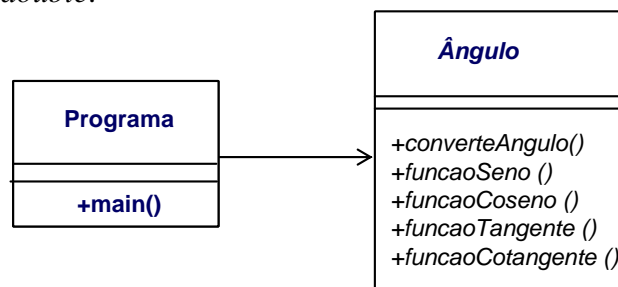 Programa
+main()
Ângulo
+converteAngulo()
+funcaoSeno ()
+funcaoCoseno ()
+funcaoTangente ()
+funcaoCotangente ()